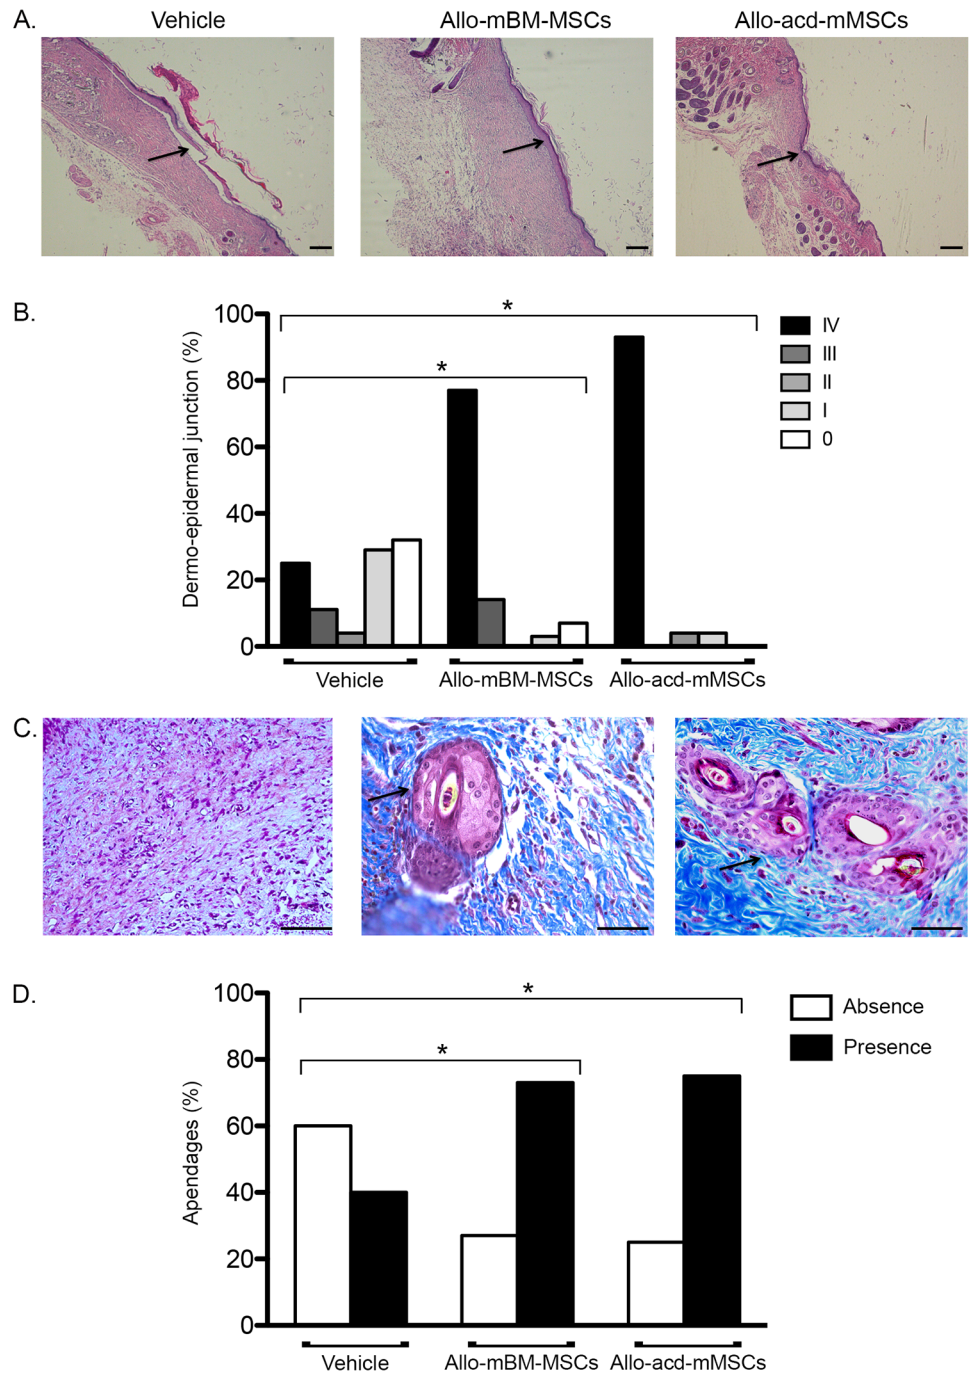 A.
Vehicle
Allo-mBM-MSCs
Allo-acd-mMSCs
B.
Dermo-epidermal junction (%)
100
80
60
40
20
0
*
*
IV
III
II
I
0
Vehicle
Allo-mBM-MSCs
Allo-acd-mMSCs
C.
D.
Apendages (%)
100
80
60
40
20
0
*
*
Absence
Presence
Vehicle
Allo-mBM-MSCs
Allo-acd-mMSCs